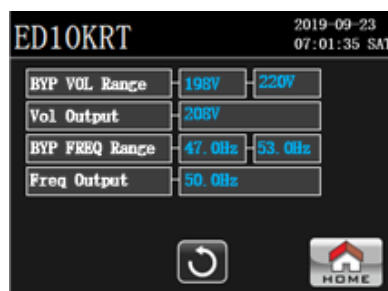 ED10KRT
2019-09-23
07:01:35 SAT
BYP VOL Range 198V 220V
Vol Output 208V
BYP FREQ Range 47.0Hz 53.0Hz
Freq Output 50.0Hz
HOME